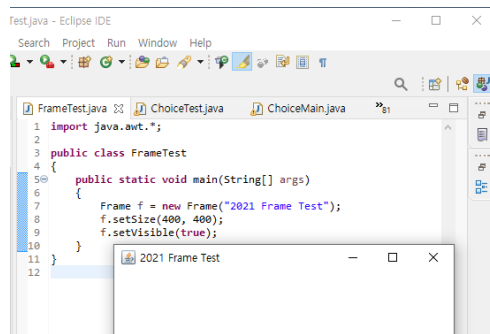 Test.java - Eclipse IDE
Search Project Run Window Help
FrameTest.java ChoiceTest.java ChoiceMain.java »81
1 import java.awt.*;
2
3 public class FrameTest
4 {
5 public static void main(String[] args)
6 {
7 Frame f = new Frame("2021 Frame Test");
8 f.setSize(400, 400);
9 f.setVisible(true);
10 }
11 }
12
2021 Frame Test